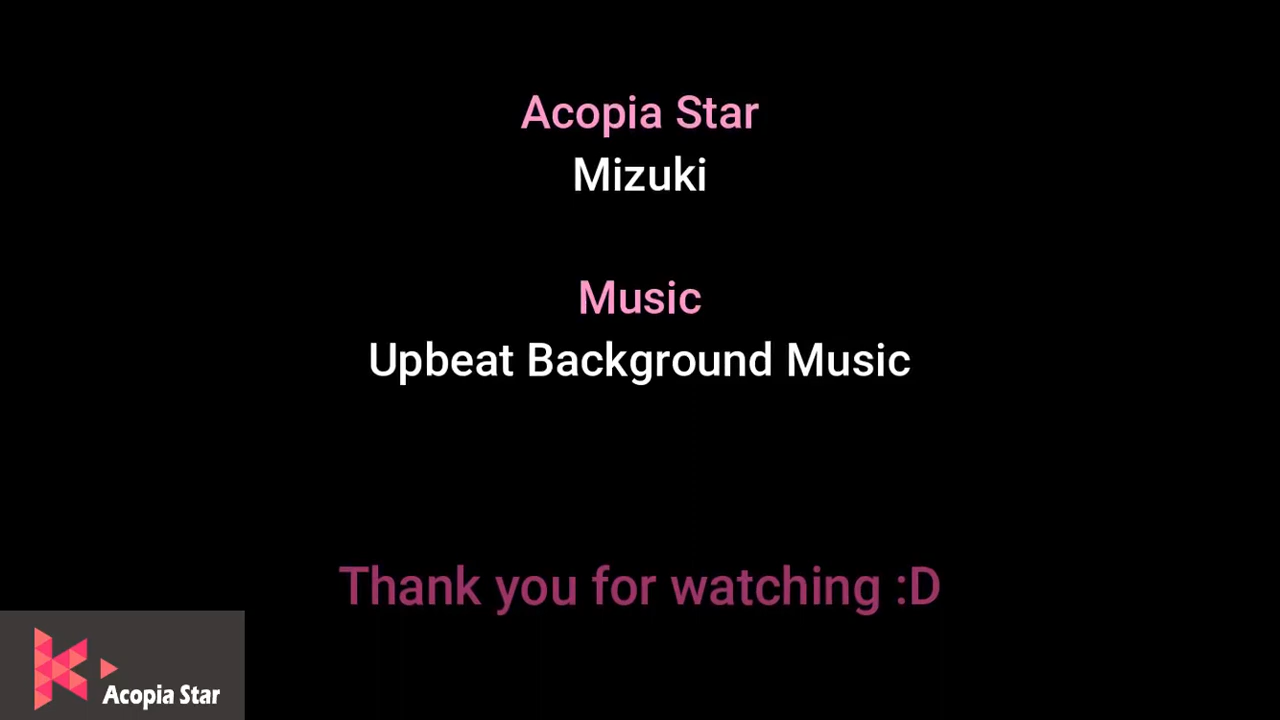 Acopia Star
Mizuki
Music
Upbeat Background Music
Thank you for watching :D
Acopia Star